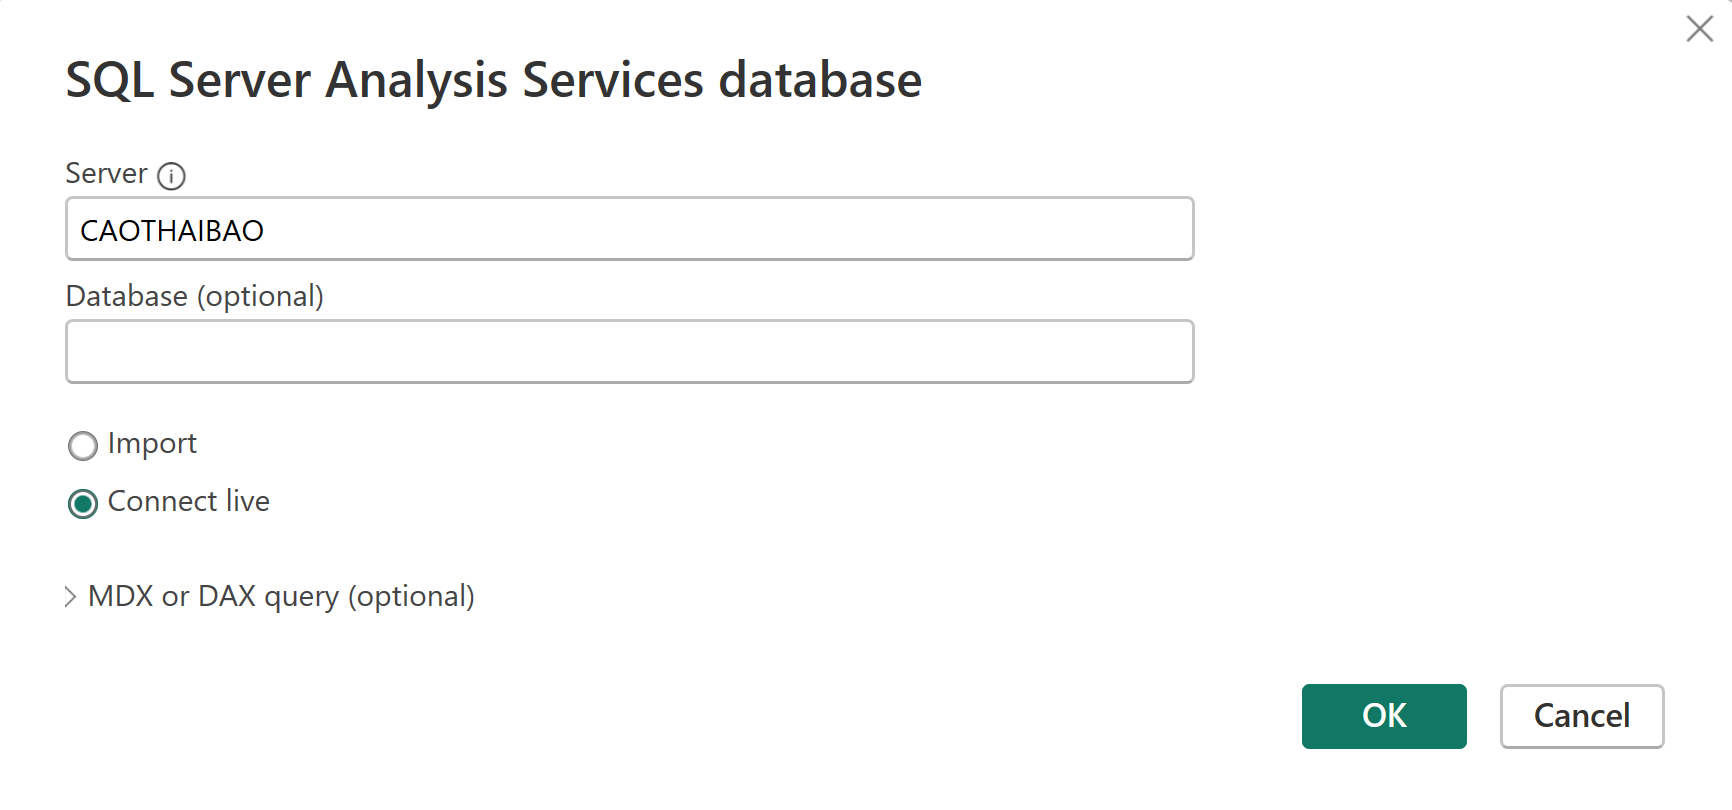 SQL Server Analysis Services database
Server
CAOTHAIBAO
Database (optional)
Import
Connect live
MDX or DAX query (optional)
OK
Cancel